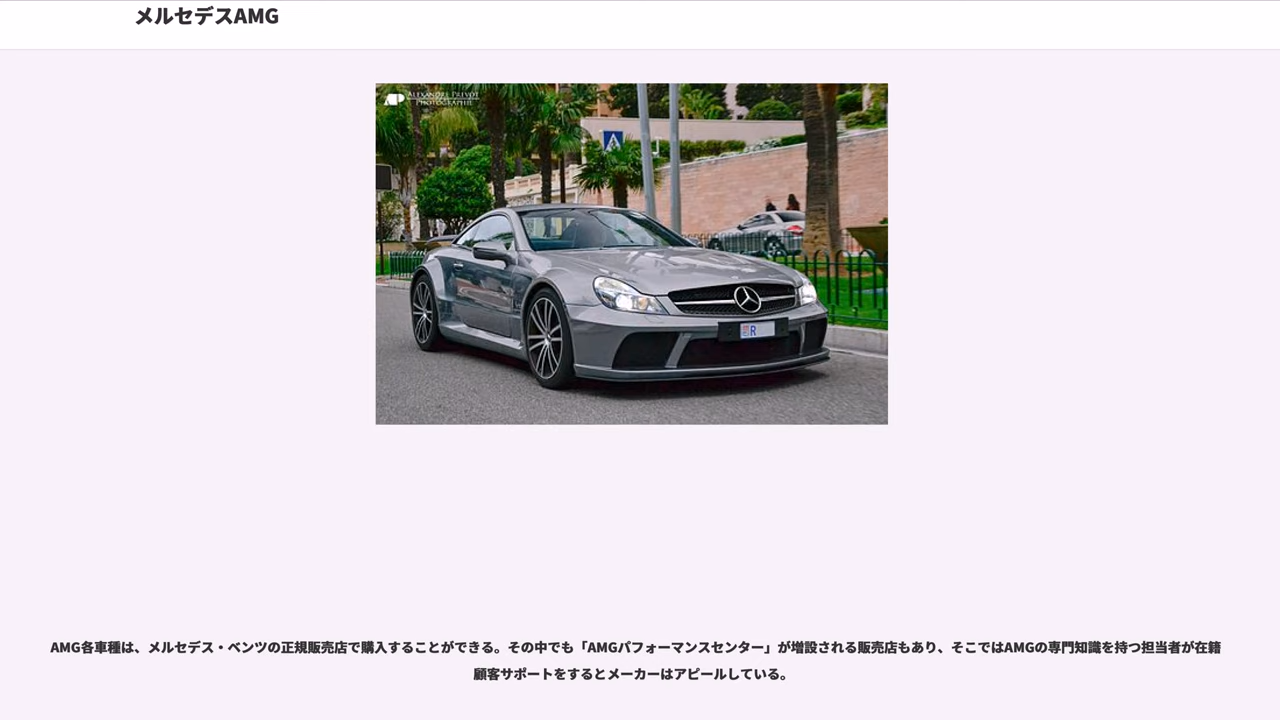 メルセデスAMG
ALEXANDRE PREVOT
PHOTOGRAPHIE
R
AMG各車種は、メルセデス・ベンツの正規販売店で購入することができる。その中でも「AMGパフォーマンスセンター」が増設される販売店もあり、そこではAMGの専門知識を持つ担当者が在籍
顧客サポートをするとメーカーはアピールしている。